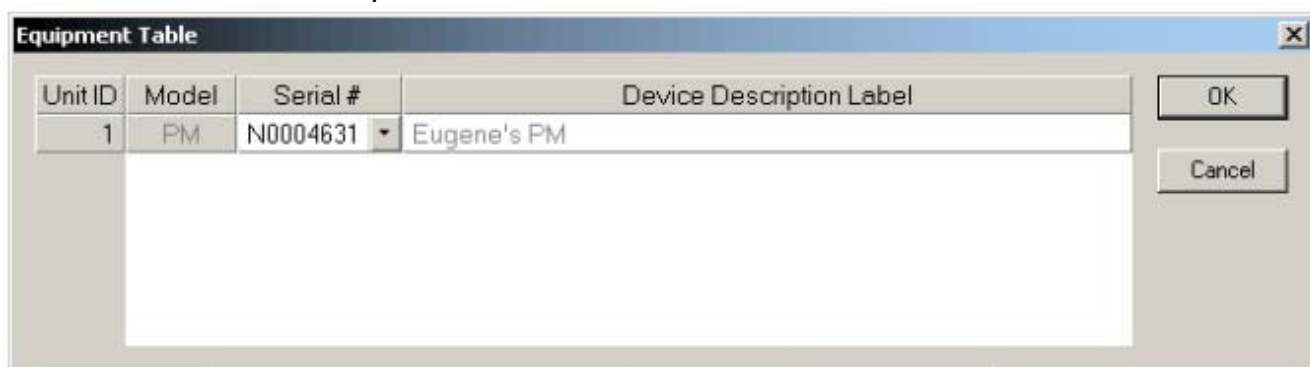 Equipment Table
Unit ID Model Serial # Device Description Label OK
1 PM N0004631 Eugene's PM
Cancel